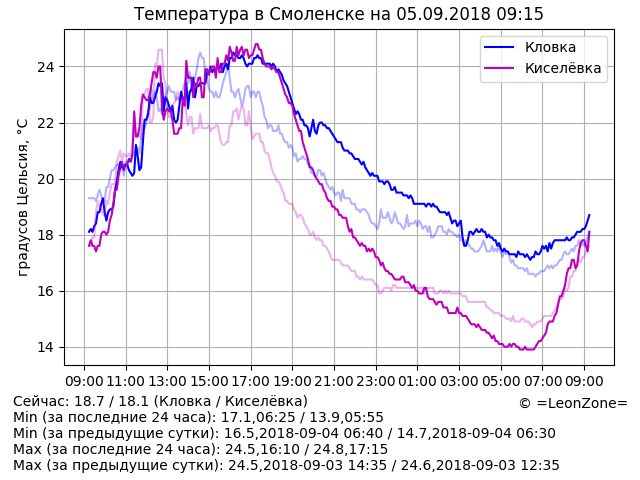 Температура в Смоленске на 05.09.2018 09:15
градусов Цельсия, °C
24
22
20
18
16
14
Кловка
Киселёвка
09:00 11:00 13:00 15:00 17:00 19:00 21:00 23:00 01:00 03:00 05:00 07:00 09:00
Сейчас: 18.7 / 18.1 (Кловка / Киселёвка)
© =LeonZone=
Min (за последние 24 часа): 17.1,06:25 / 13.9,05:55
Min (за предыдущие сутки): 16.5,2018-09-04 06:40 / 14.7,2018-09-04 06:30
Max (за последние 24 часа): 24.5,16:10 / 24.8,17:15
Max (за предыдущие сутки): 24.5,2018-09-03 14:35 / 24.6,2018-09-03 12:35